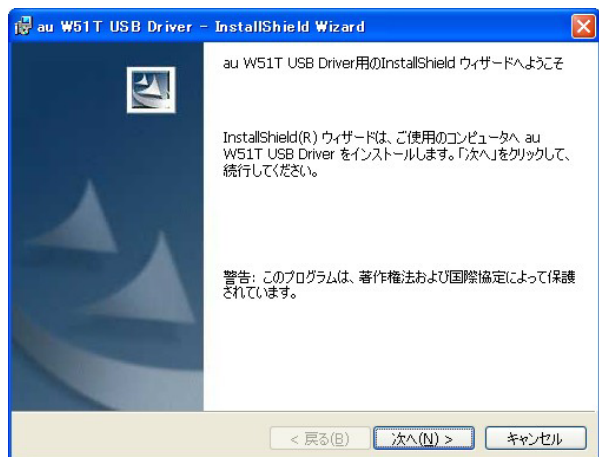 au W51T USB Driver - InstallShield Wizard
au W51T USB Driver用のInstallShield ウィザードへようこそ
InstallShield(R) ウィザードは、ご使用のコンピュータへ au
W51T USB Driver をインストールします。「次へ」をクリックして、
続行してください。
警告: このプログラムは、著作権法および国際協定によって保護
されています。
< 戻る(B)
次へ(N) >
キャンセル